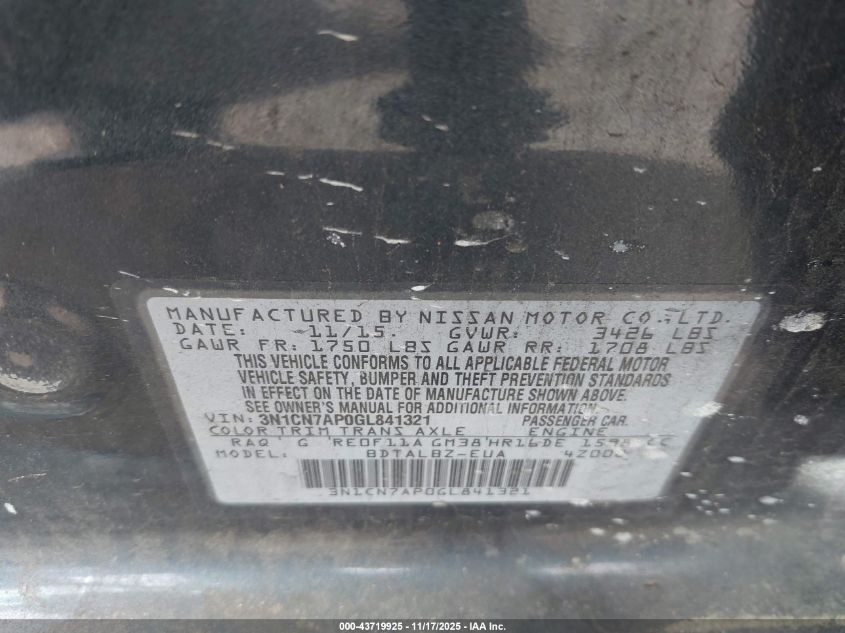 MANUFACTURED BY NISSAN MOTOR CO., LTD.
DATE: 11/15. GVWR: 3426 LBS
GAWR FR: 1750 LBS GAWR RR: 1708 LBS
THIS VEHICLE CONFORMS TO ALL APPLICABLE FEDERAL MOTOR
VEHICLE SAFETY, BUMPER AND THEFT PREVENTION STANDARDS
IN EFFECT ON THE DATE OF MANUFACTURE SHOWN ABOVE.
SEE OWNER'S MANUAL FOR ADDITIONAL INFORMATION
VIN: 3N1CN7AP0GL841321 PASSENGER CAR.
COLOR TRIM TRANS AXLE ENGINE
RAQ G RE0F11A GM38 HR16DE CC
MODEL: BDTALBZ-EUA
3N1CN7AP0GL841321
000-43719925 - 11/17/2025 - IAA Inc.